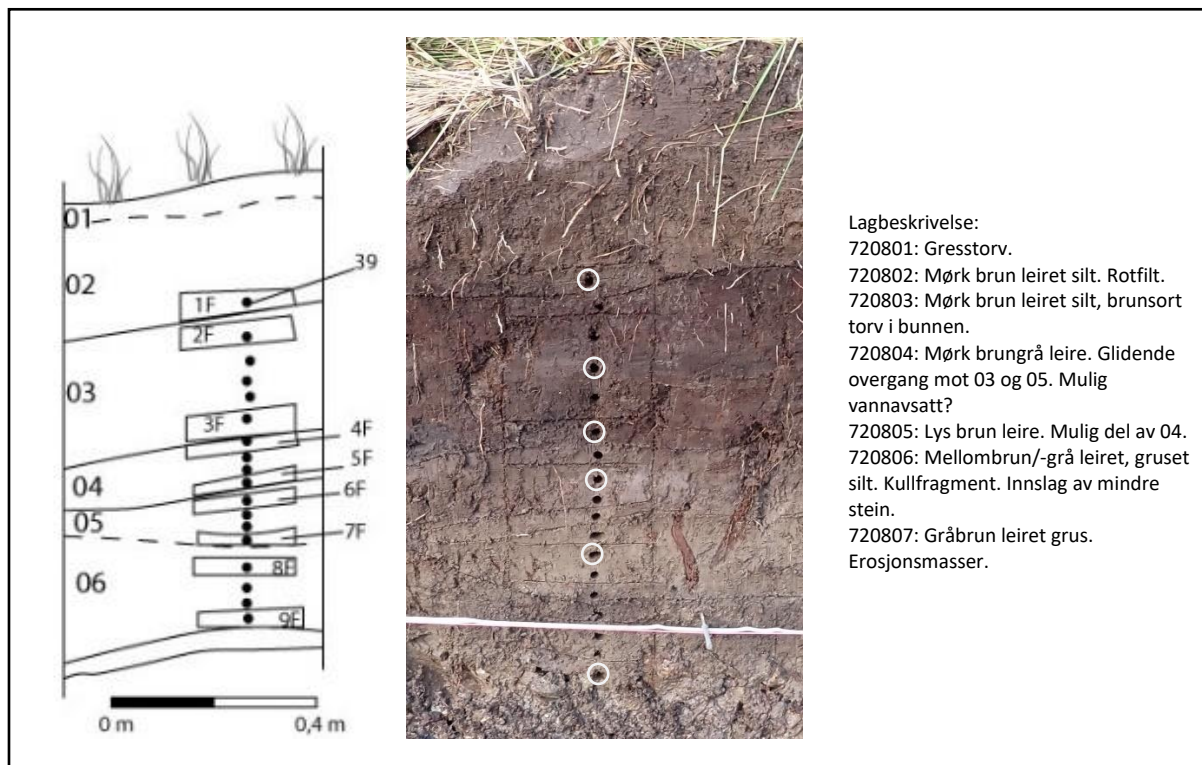 01
39
02
1F
2F
03
3F
4F
04
5F
6F
05
7F
06
8F
9F
0 m
0,4 m
Lagbeskrivelse:
720801: Gresstorv.
720802: Mørk brun leiret silt. Rotfilt.
720803: Mørk brun leiret silt, brunsort
torv i bunnen.
720804: Mørk brungrå leire. Glidende
overgang mot 03 og 05. Mulig
vannavsatt?
720805: Lys brun leire. Mulig del av 04.
720806: Mellombrun/-grå leiret, gruset
silt. Kullfragment. Innslag av mindre
stein.
720807: Gråbrun leiret grus.
Erosjonsmasser.